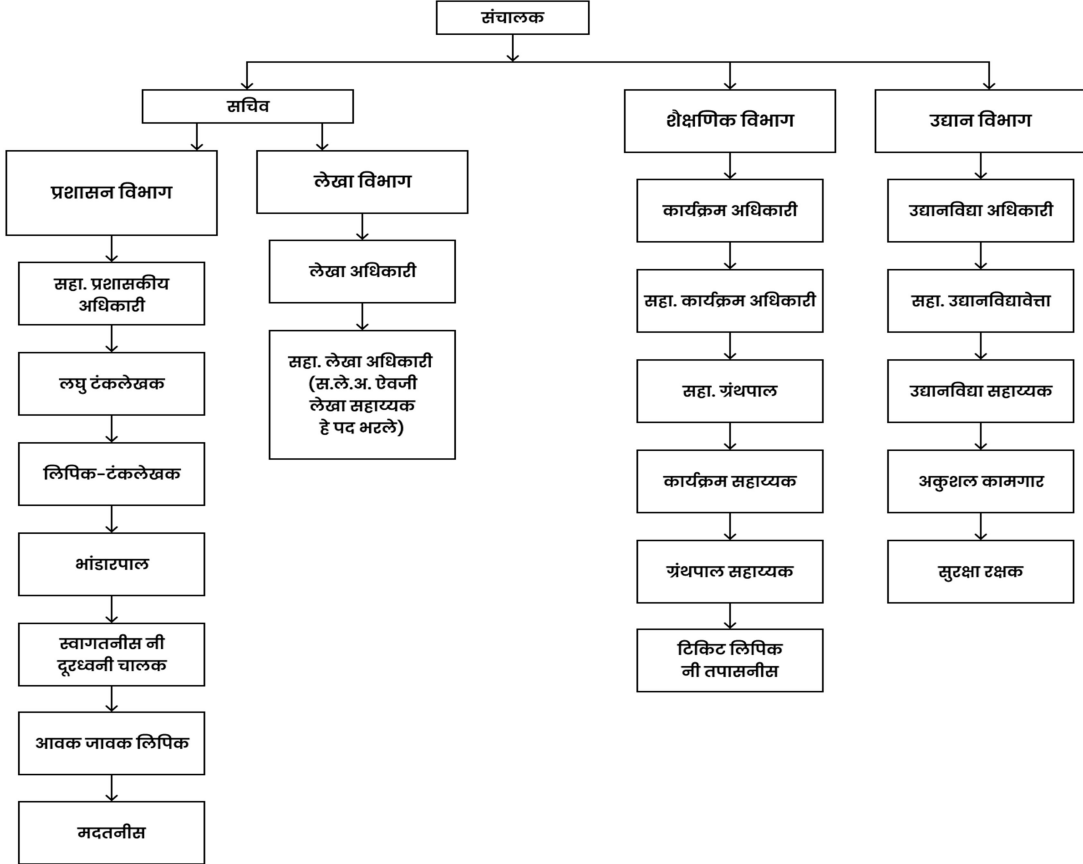 संचालक
सचिव
शैक्षणिक विभाग
उद्यान विभाग
प्रशासन विभाग
लेखा विभाग
सहा. प्रशासकीय
अधिकारी
लघु टंकलेखक
लिपिक-टंकलेखक
भांडारपाल
स्वागतनीस नी
दूरध्वनी चालक
आवक जावक लिपिक
मदतनीस
लेखा अधिकारी
सहा. लेखा अधिकारी
(स.ले.अ. ऐवजी
लेखा सहाय्यक
हे पद भरले)
कार्यक्रम अधिकारी
सहा. कार्यक्रम अधिकारी
सहा. ग्रंथपाल
कार्यक्रम सहाय्यक
ग्रंथपाल सहाय्यक
टिकिट लिपिक
नी तपासनीस
उद्यानविद्या अधिकारी
सहा. उद्यानविद्यावेत्ता
उद्यानविद्या सहाय्यक
अकुशल कामगार
सुरक्षा रक्षक